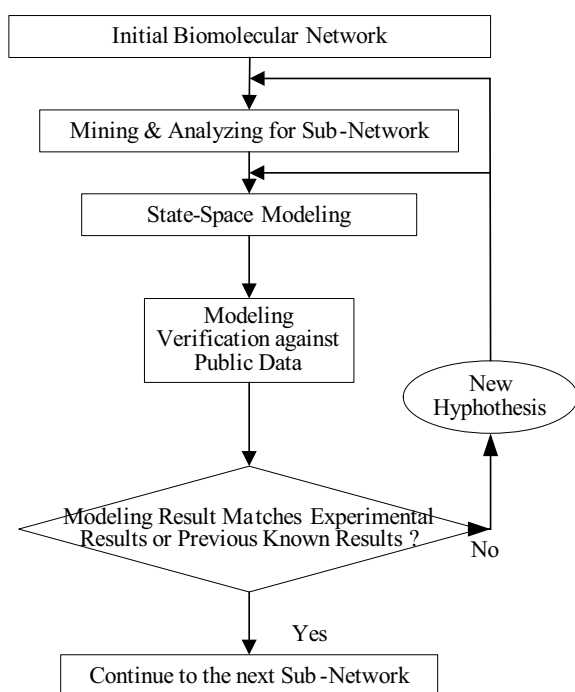 Initial Biomolecular Network
Mining & Analyzing for Sub-Network
State-Space Modeling
Modeling
Verification against
Public Data
New
Hyphothesis
Modeling Result Matches Experimental
Results or Previous Known Results ?
No
Yes
Continue to the next Sub-Network